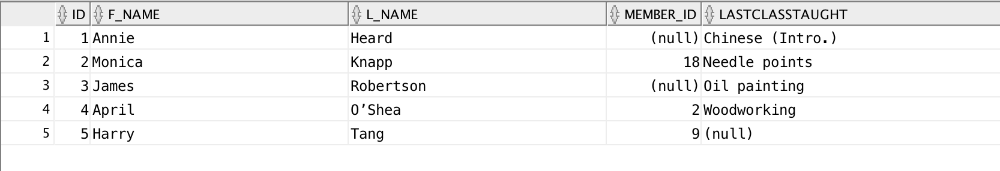 ID F_NAME L_NAME MEMBER_ID LASTCLASSTAUGHT
1 1 Annie Heard (null) Chinese (Intro.)
2 2 Monica Knapp 18 Needle points
3 3 James Robertson (null) Oil painting
4 4 April O’Shea 2 Woodworking
5 5 Harry Tang 9 (null)